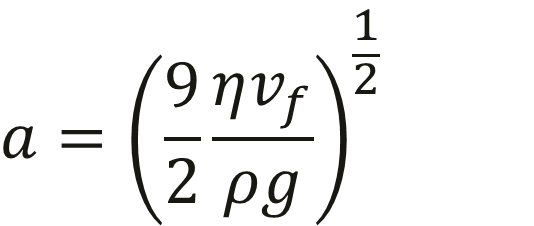 a = (9/2 ηv_f/ρg)^1/2